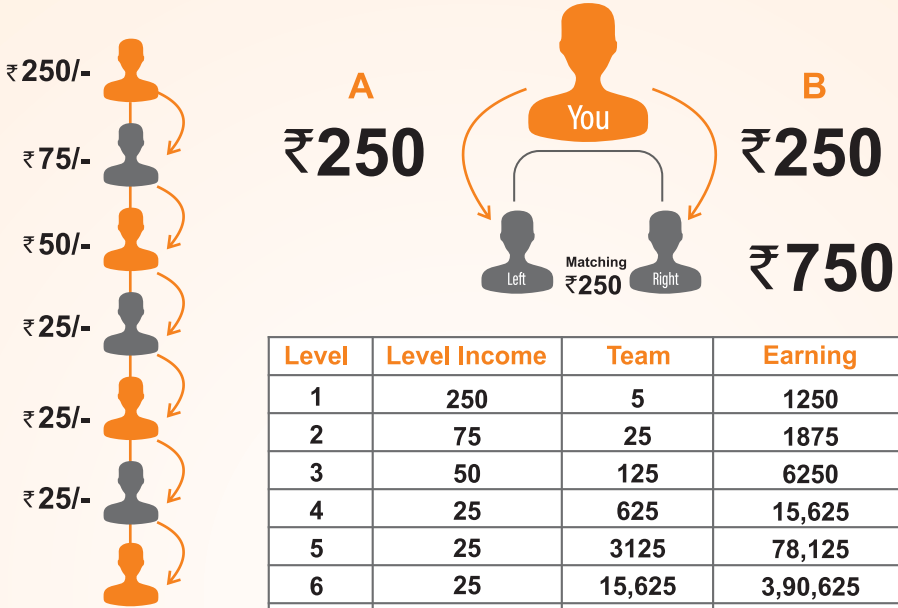 ₹250/-
₹75/-
₹50/-
₹25/-
₹25/-
₹25/-
A
₹250
You
B
₹250
Left
Matching
₹250
Right
₹750
Level Level Income Team Earning
1 250 5 1250
2 75 25 1875
3 50 125 6250
4 25 625 15,625
5 25 3125 78,125
6 25 15,625 3,90,625